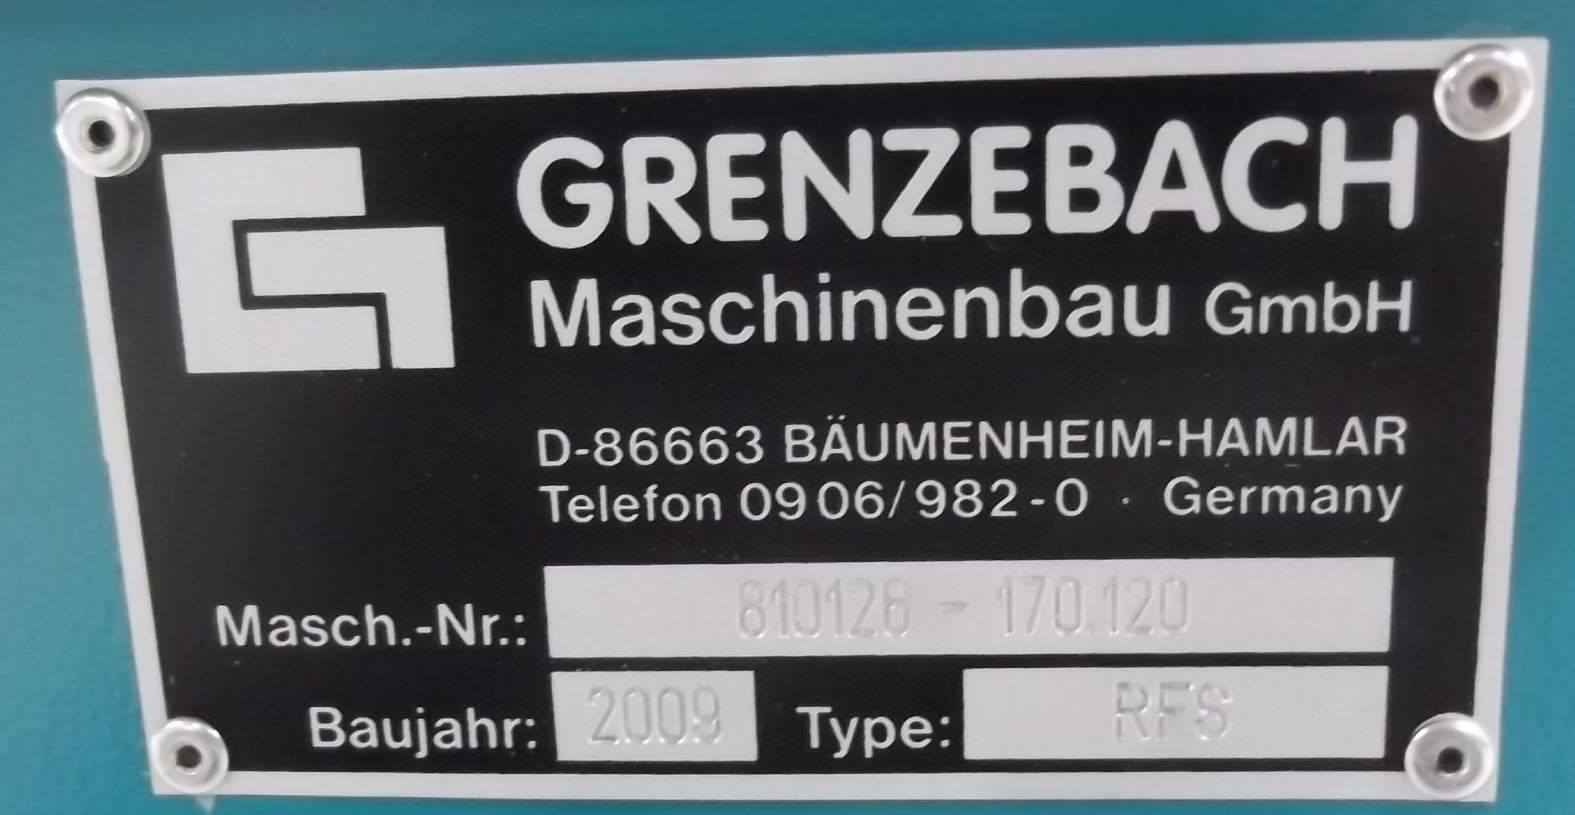 GRENZEBACH
Maschinenbau GmbH
D-86663 BÄUMENHEIM-HAMLAR
Telefon 0906/982-0 · Germany
Masch.-Nr.: 810128 - 170.120
Baujahr: 2009 Type: RFS